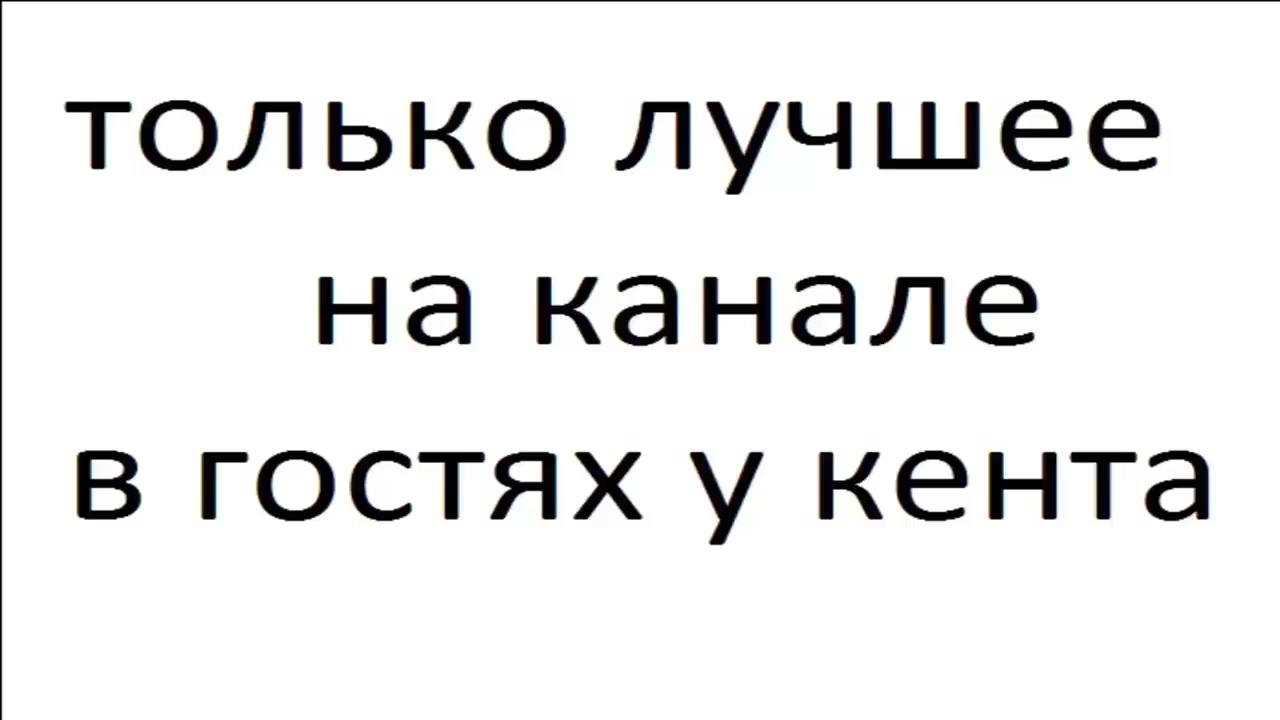 только лучшее
на канале
в гостях у кента